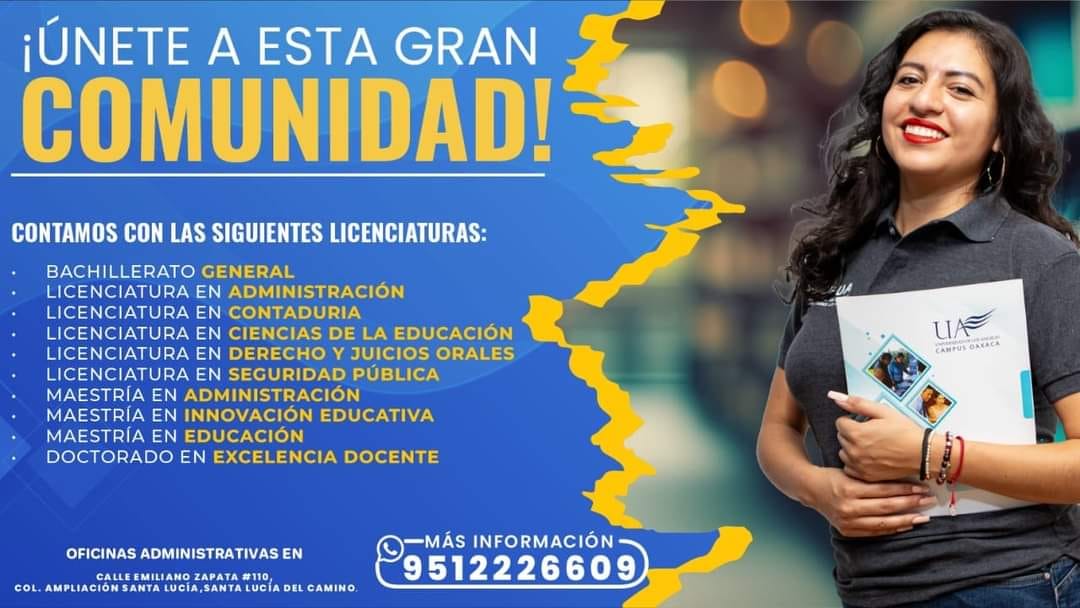 ¡ÚNETE A ESTA GRAN
COMUNIDAD!
CONTAMOS CON LAS SIGUIENTES LICENCIATURAS:
• BACHILLERATO GENERAL
• LICENCIATURA EN ADMINISTRACIÓN
• LICENCIATURA EN CONTADURIA
• LICENCIATURA EN CIENCIAS DE LA EDUCACIÓN
• LICENCIATURA EN DERECHO Y JUICIOS ORALES
• LICENCIATURA EN SEGURIDAD PÚBLICA
• MAESTRÍA EN ADMINISTRACIÓN
• MAESTRÍA EN INNOVACIÓN EDUCATIVA
• MAESTRÍA EN EDUCACIÓN
• DOCTORADO EN EXCELENCIA DOCENTE
OFICINAS ADMINISTRATIVAS EN
CALLE EMILIANO ZAPATA #110,
COL. AMPLIACIÓN SANTA LUCÍA,SANTA LUCÍA DEL CAMINO.
MÁS INFORMACIÓN
9512226609
UA
UA
CAMPUS OAXACA